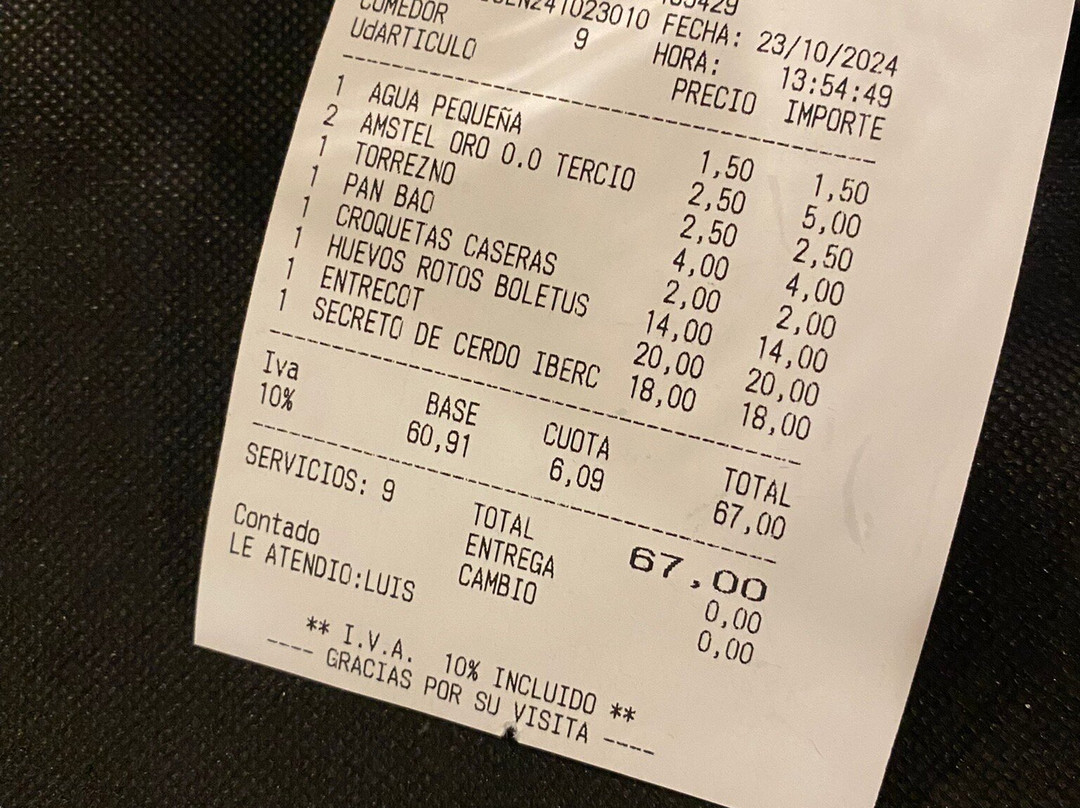 241023010 FECHA: 23/10/2024
COMEDOR 9 HORA: 13:54:49
UdARTICULO PRECIO IMPORTE
1 AGUA PEQUEÑA 1,50 1,50
2 AMSTEL ORO 0.0 TERCIO 2,50 5,00
1 TORREZNO 2,50 2,50
1 PAN BAO 4,00 4,00
1 CROQUETAS CASERAS 2,00 2,00
1 HUEVOS ROTOS BOLETUS 14,00 14,00
1 ENTRECOT 20,00 20,00
1 SECRETO DE CERDO IBERC 18,00 18,00
Iva BASE CUOTA TOTAL
10% 60,91 6,09 67,00
SERVICIOS: 9 TOTAL 67,00
Contado ENTREGA 0,00
LE ATENDIO:LUIS CAMBIO 0,00
** I.V.A. 10% INCLUIDO **
---- GRACIAS POR SU VISITA ----